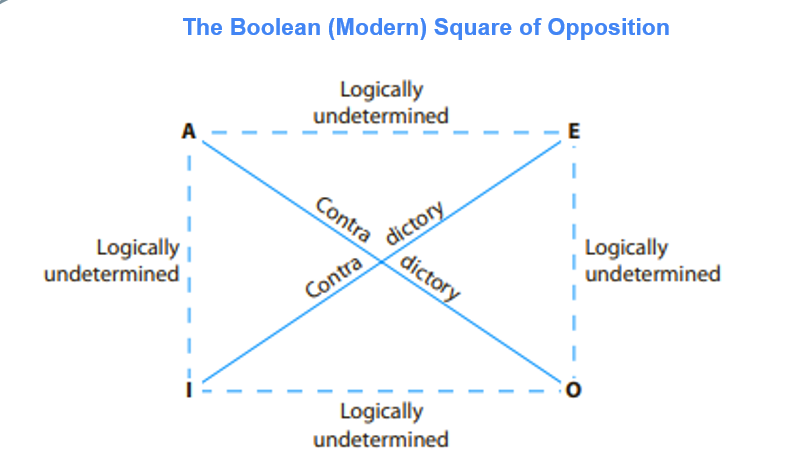 The Boolean (Modern) Square of Opposition
Logically
undetermined
A
E
Contra dictory
Logically
undetermined
Logically
undetermined
Contra dictory
I
O
Logically
undetermined